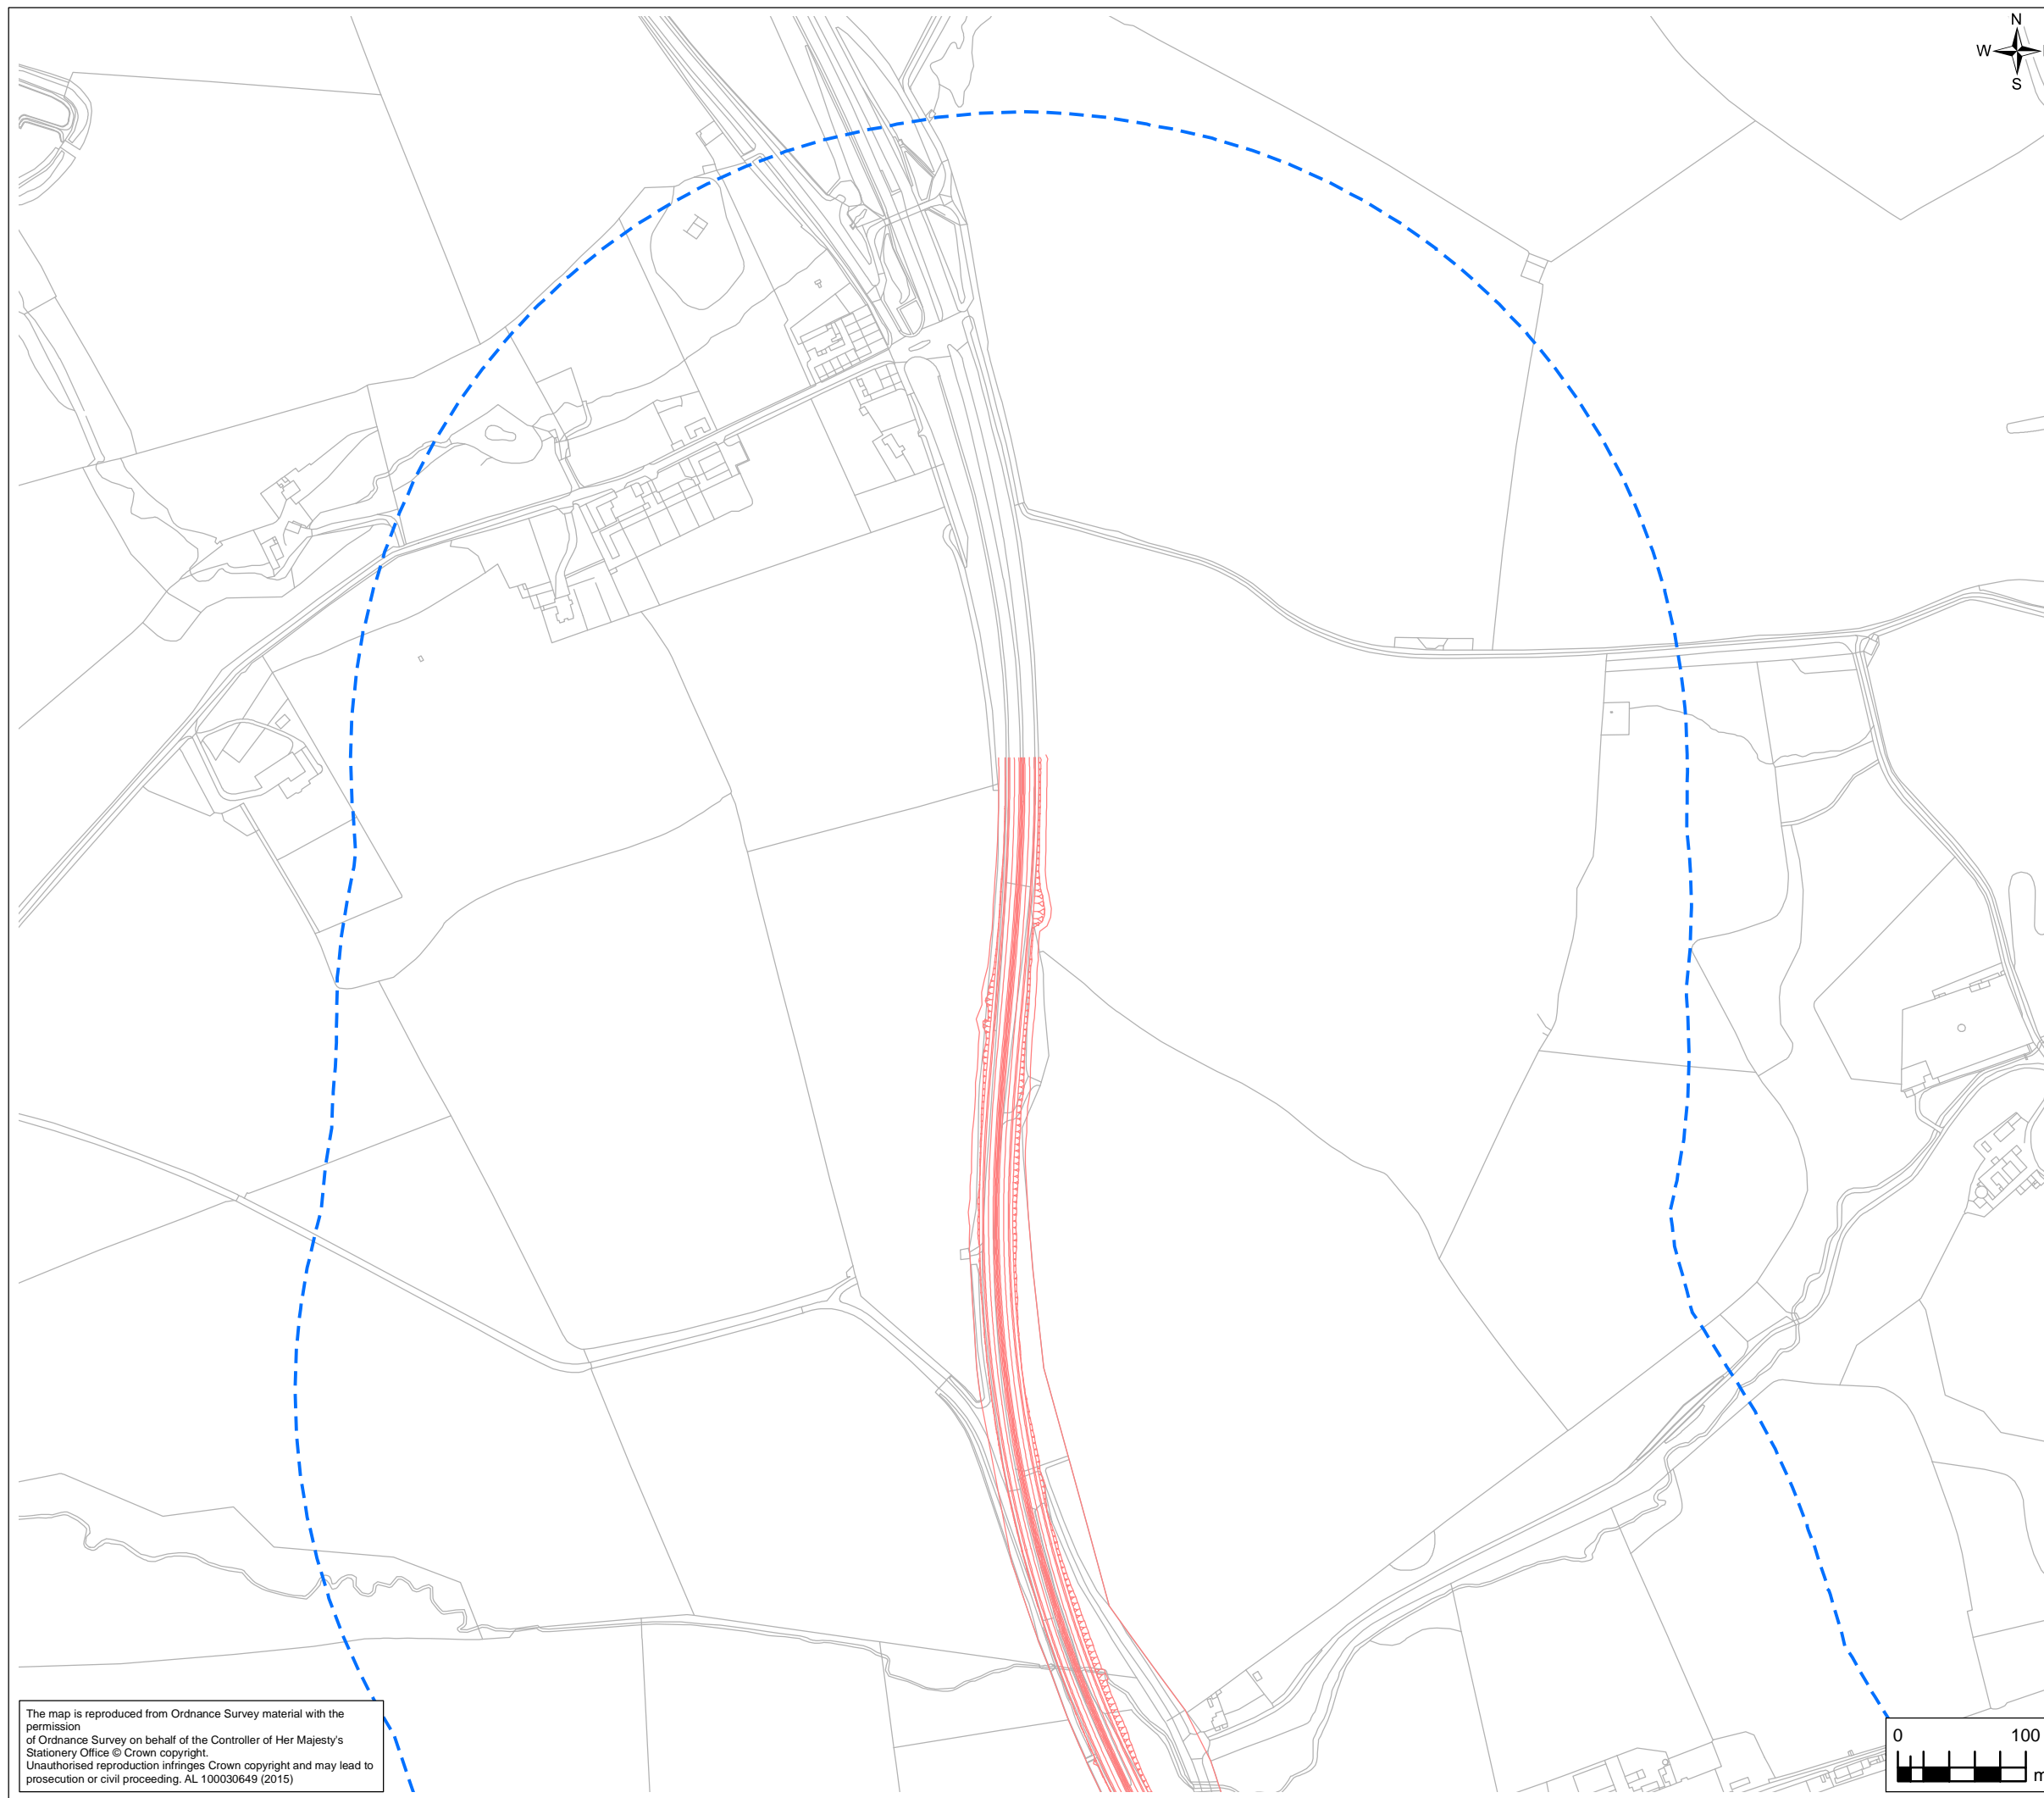 N
W
S
The map is reproduced from Ordnance Survey material with the
permission
of Ordnance Survey on behalf of the Controller of Her Majesty's
Stationery Office © Crown copyright.
Unauthorised reproduction infringes Crown copyright and may lead to
prosecution or civil proceeding. AL 100030649 (2015)
0 100
m